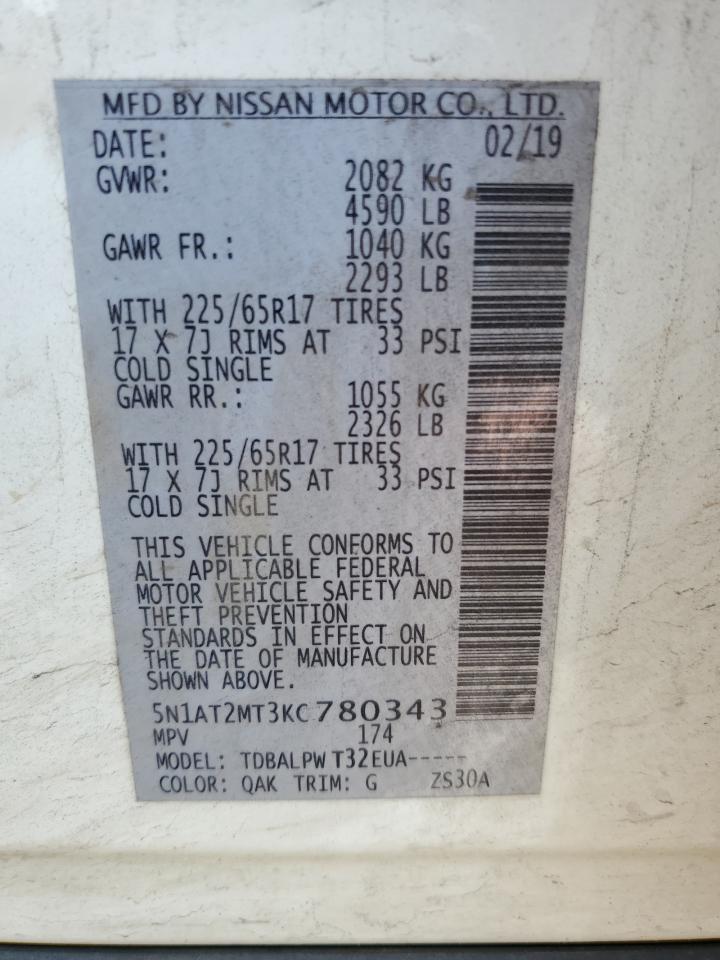 MFD BY NISSAN MOTOR CO., LTD.
DATE: 02/19
GVWR: 2082 KG
4590 LB
GAWR FR.: 1040 KG
2293 LB
WITH 225/65R17 TIRES
17 X 7J RIMS AT 33 PSI
COLD SINGLE
GAWR RR.: 1055 KG
2326 LB
WITH 225/65R17 TIRES
17 X 7J RIMS AT 33 PSI
COLD SINGLE
THIS VEHICLE CONFORMS TO
ALL APPLICABLE FEDERAL
MOTOR VEHICLE SAFETY AND
THEFT PREVENTION
STANDARDS IN EFFECT ON
THE DATE OF MANUFACTURE
SHOWN ABOVE.
5N1AT2MT3KC780343
MPV 174
MODEL: TDBALPW T32EUA-----
COLOR: QAK TRIM: G ZS30A